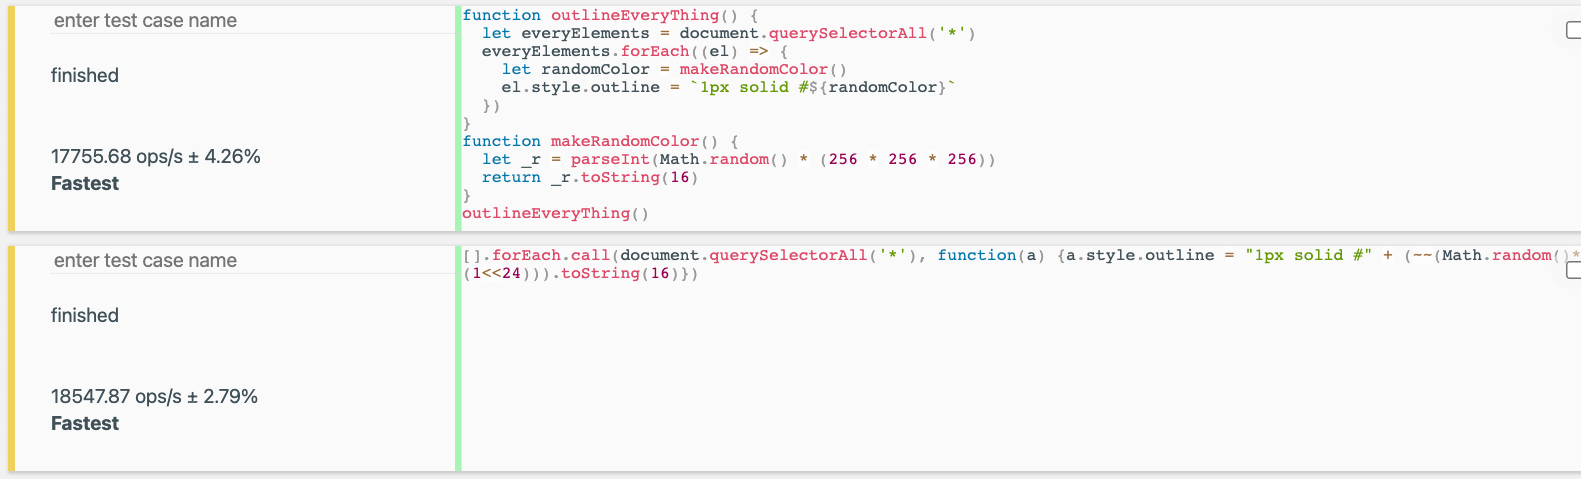 enter test case name
finished
17755.68 ops/s ± 4.26%
Fastest
function outlineEveryThing() {
  let everyElements = document.querySelectorAll('*')
  everyElements.forEach((el) => {
    let randomColor = makeRandomColor()
    el.style.outline = `1px solid #${randomColor}`
  })
}
function makeRandomColor() {
  let _r = parseInt(Math.random() * (256 * 256 * 256))
  return _r.toString(16)
}
outlineEveryThing()
enter test case name
finished
18547.87 ops/s ± 2.79%
Fastest
[].forEach.call(document.querySelectorAll('*'), function(a) {a.style.outline = "1px solid #" + (~~(Math.random()*
(1<<24))).toString(16)})